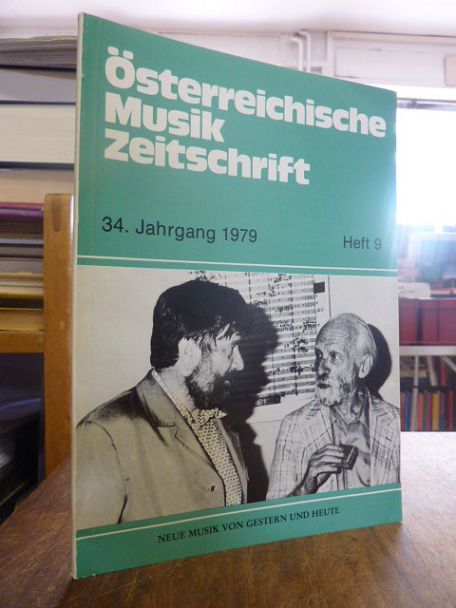 Österreichische
Musik
Zeitschrift
34. Jahrgang 1979
Heft 9
NEUE MUSIK VON GESTERN UND HEUTE